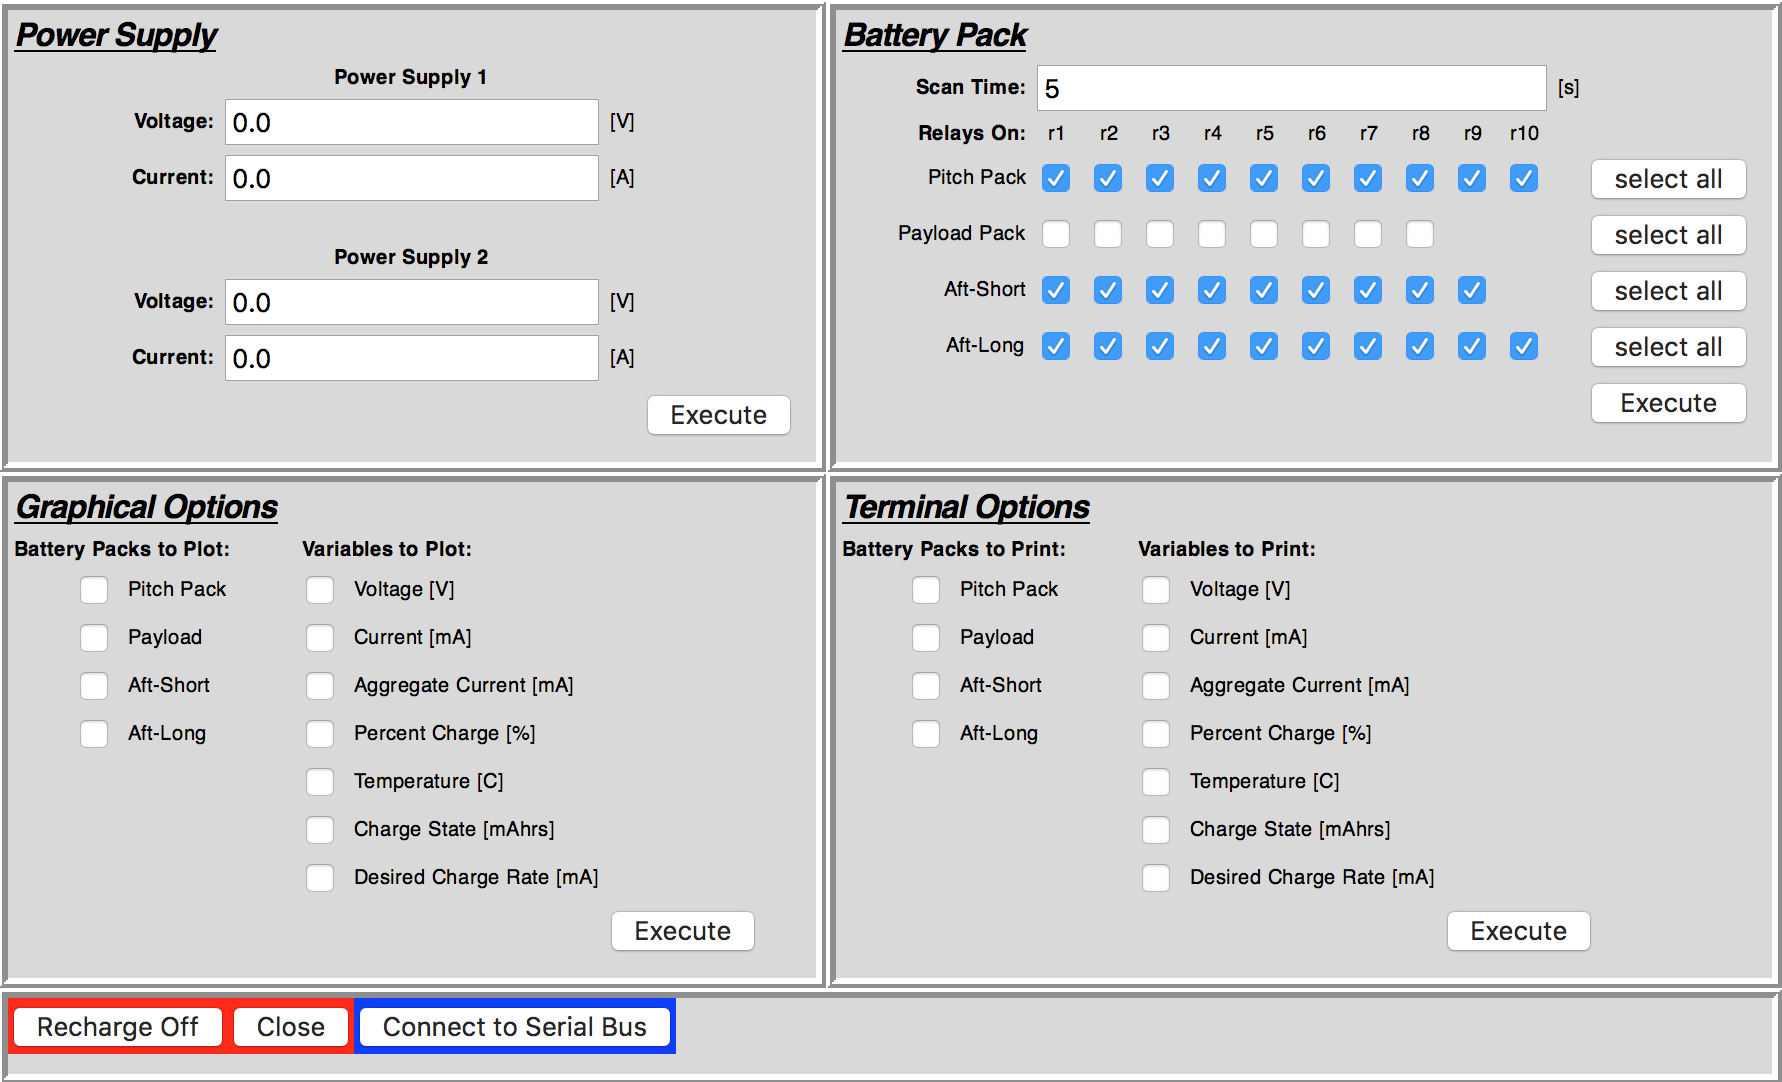 Power Supply
Power Supply 1
Voltage: 0.0 [V]
Current: 0.0 [A]
Power Supply 2
Voltage: 0.0 [V]
Current: 0.0 [A]
Execute
Battery Pack
Scan Time: 5 [s]
Relays On: r1 r2 r3 r4 r5 r6 r7 r8 r9 r10
Pitch Pack select all
Payload Pack select all
Aft-Short select all
Aft-Long select all
Execute
Graphical Options
Battery Packs to Plot: Variables to Plot:
Pitch Pack Voltage [V]
Payload Current [mA]
Aft-Short Aggregate Current [mA]
Aft-Long Percent Charge [%]
Temperature [C]
Charge State [mAhrs]
Desired Charge Rate [mA]
Execute
Terminal Options
Battery Packs to Print: Variables to Print:
Pitch Pack Voltage [V]
Payload Current [mA]
Aft-Short Aggregate Current [mA]
Aft-Long Percent Charge [%]
Temperature [C]
Charge State [mAhrs]
Desired Charge Rate [mA]
Execute
Recharge Off Close Connect to Serial Bus